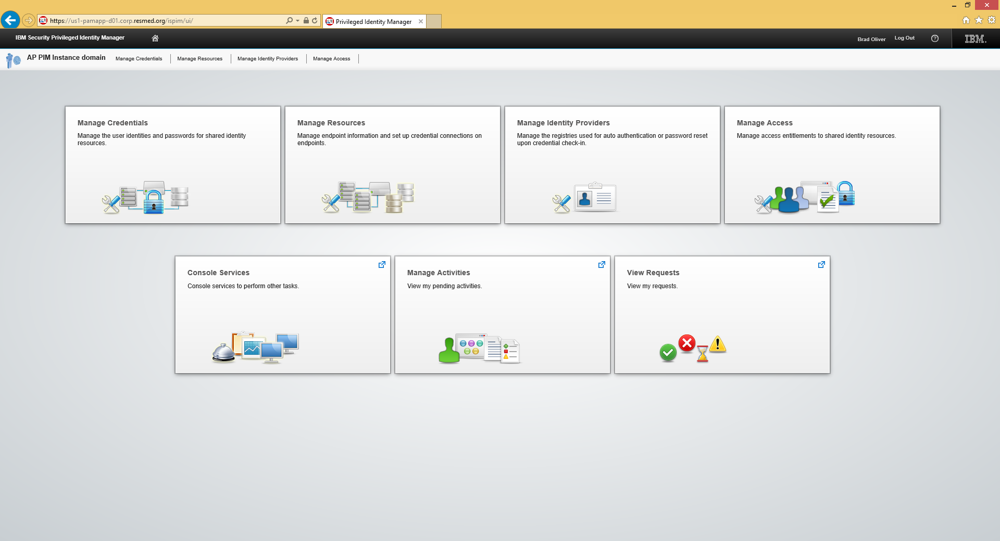 https://us1-pamapp-d01.corp.resmed.org/ispim/ui/
Privileged Identity Manager
IBM Security Privileged Identity Manager
Brad Oliver
Log Out
?
IBM.
AP PIM Instance domain
Manage Credentials
Manage Resources
Manage Identity Providers
Manage Access
Manage Credentials
Manage the user identities and passwords for shared identity
resources.
Manage Resources
Manage endpoint information and set up credential connections on
endpoints.
Manage Identity Providers
Manage the registries used for auto authentication or password reset
upon credential check-in.
Manage Access
Manage access entitlements to shared identity resources.
Console Services
Console services to perform other tasks.
Manage Activities
View my pending activities.
View Requests
View my requests.